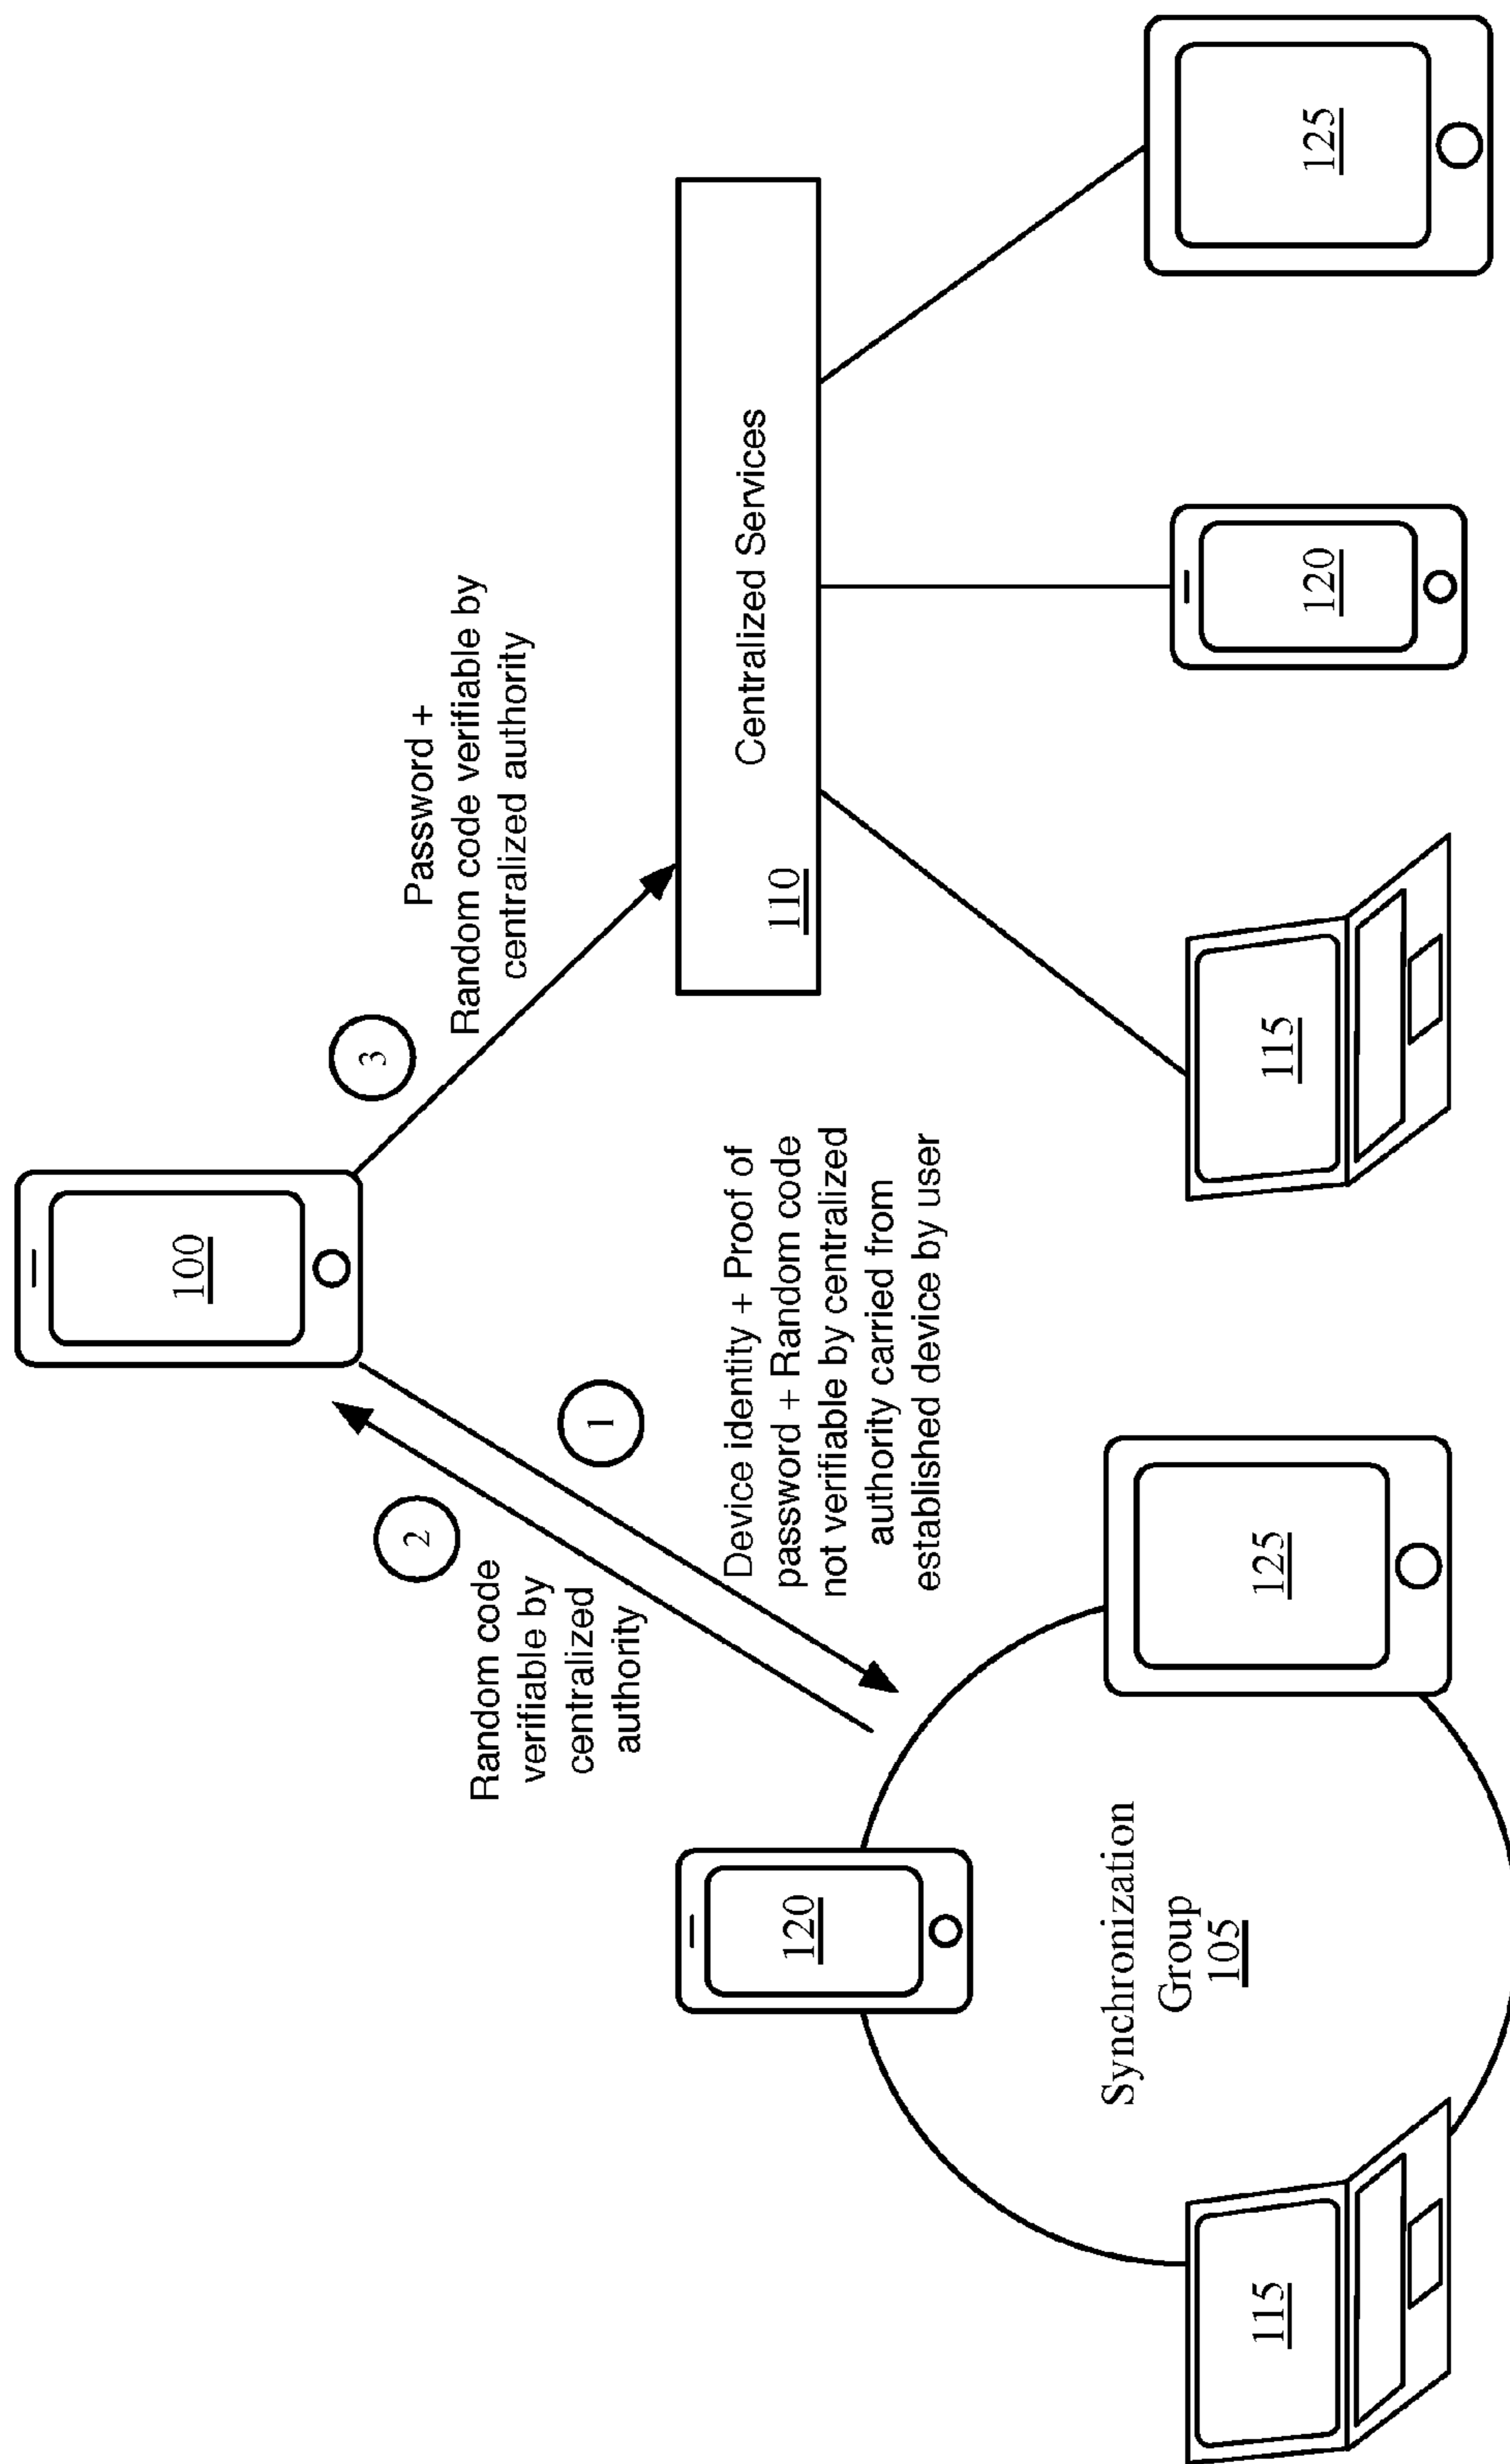 100
2
Random code
verifiable by
centralized
authority
1
Device identity + Proof of
password + Random code
not verifiable by centralized
authority carried from
established device by user
3
Password +
Random code verifiable by
centralized authority
Centralized Services
110
120
Synchronization
Group
105
115
125
115
120
125